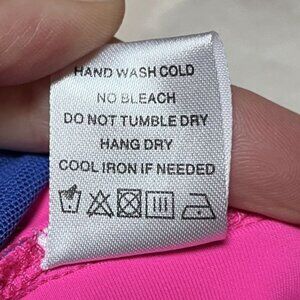 HAND WASH COLD
NO BLEACH
DO NOT TUMBLE DRY
HANG DRY
COOL IRON IF NEEDED